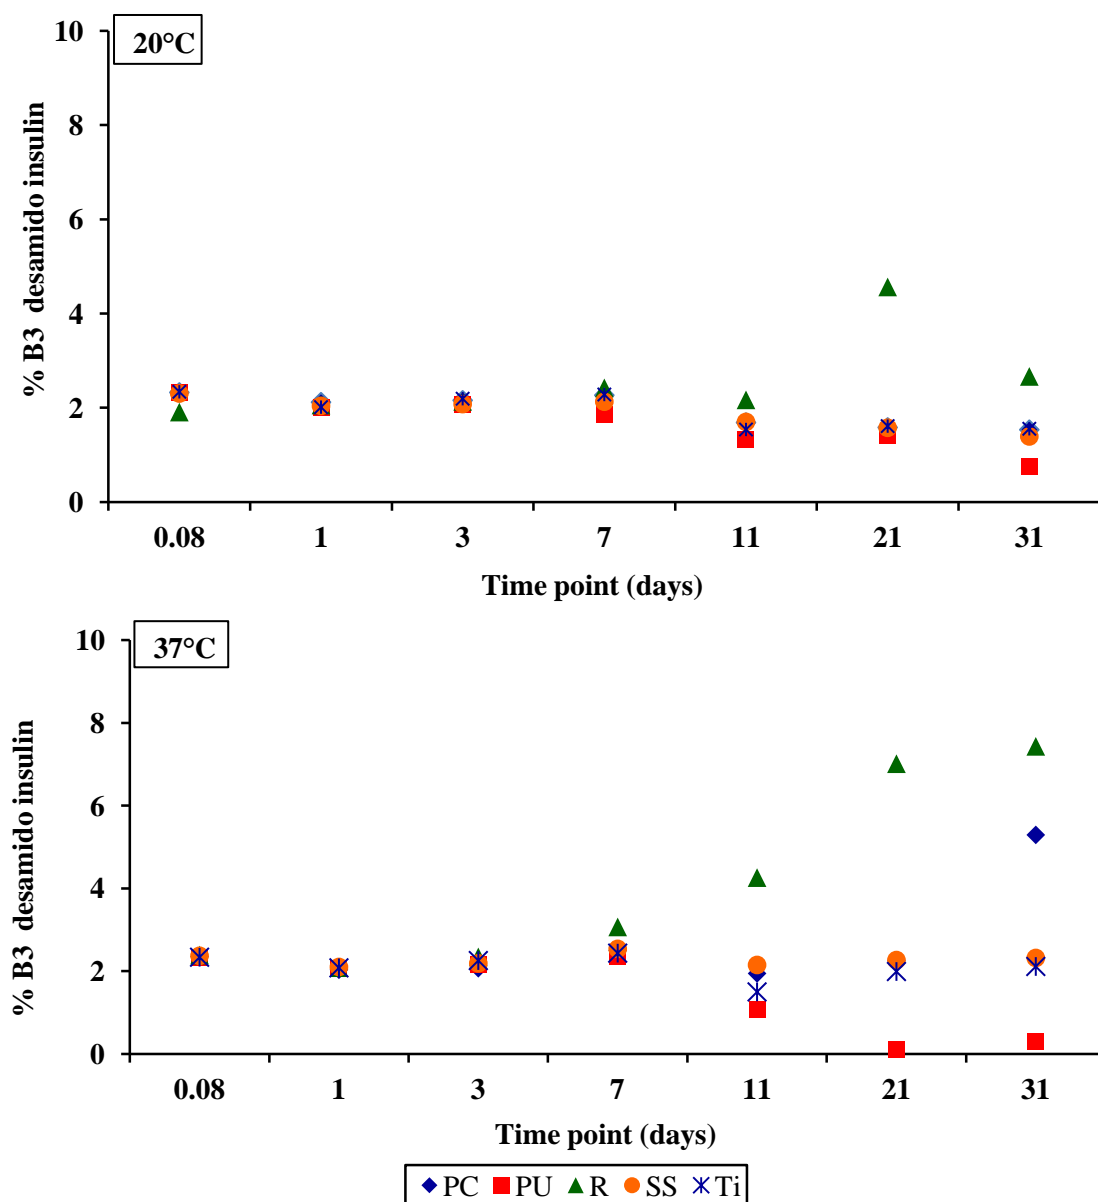 20°C
10
8
6
4
2
0
% B3 desamido insulin
0.08 1 3 7 11 21 31
Time point (days)
37°C
10
8
6
4
2
0
% B3 desamido insulin
0.08 1 3 7 11 21 31
Time point (days)
PC PU R SS Ti